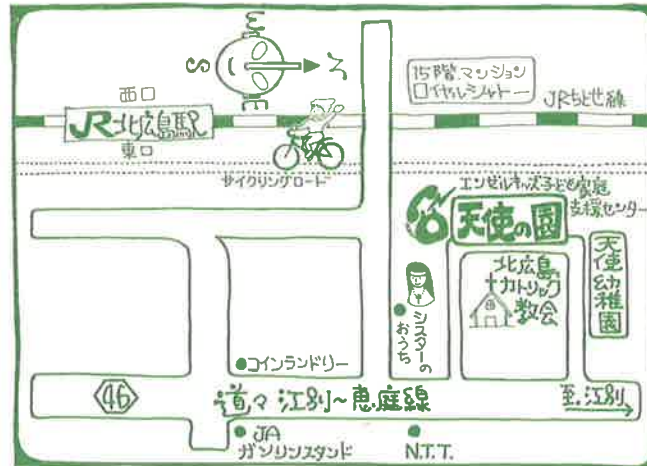 W
S
N
E
15階.マンション
ロイヤルシャトー
JRちとせ線
西口
JR北広島駅
東口
サイクリングロード
エンゼルキッズ子ども家庭
支援センター
天使の園
北広島
カトリック
教会
天使幼稚園
シスターの
おうち
●コインランドリー
46
道々江別~恵庭線
至.江別
●JA
ガソリンスタンド
N.T.T.